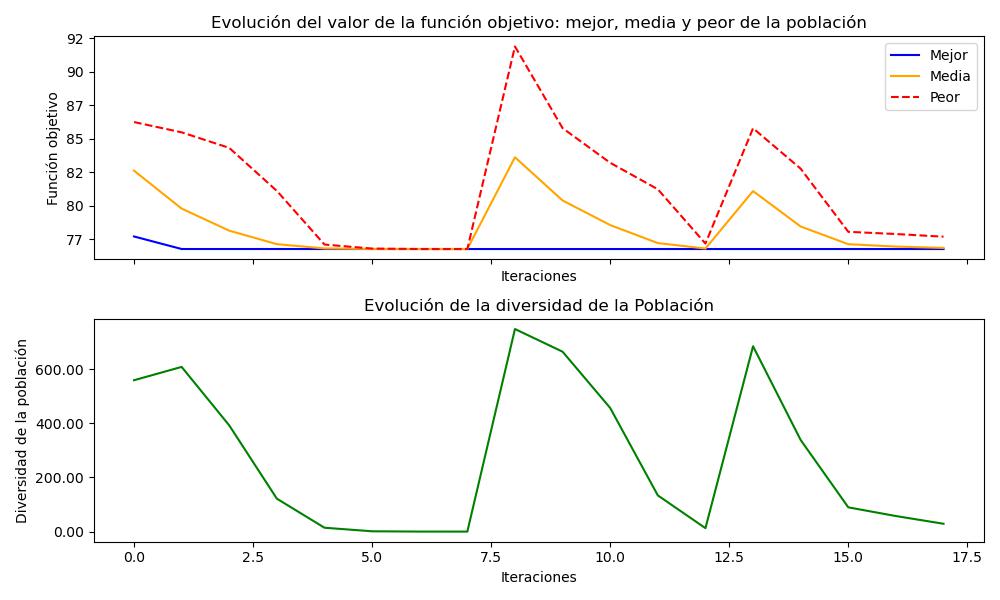 Evolución del valor de la función objetivo: mejor, media y peor de la población
92
90
87
85
82
80
77
Función objetivo
Mejor
Media
Peor
Iteraciones
Evolución de la diversidad de la Población
600.00
400.00
200.00
0.00
Diversidad de la población
0.0 2.5 5.0 7.5 10.0 12.5 15.0 17.5
Iteraciones